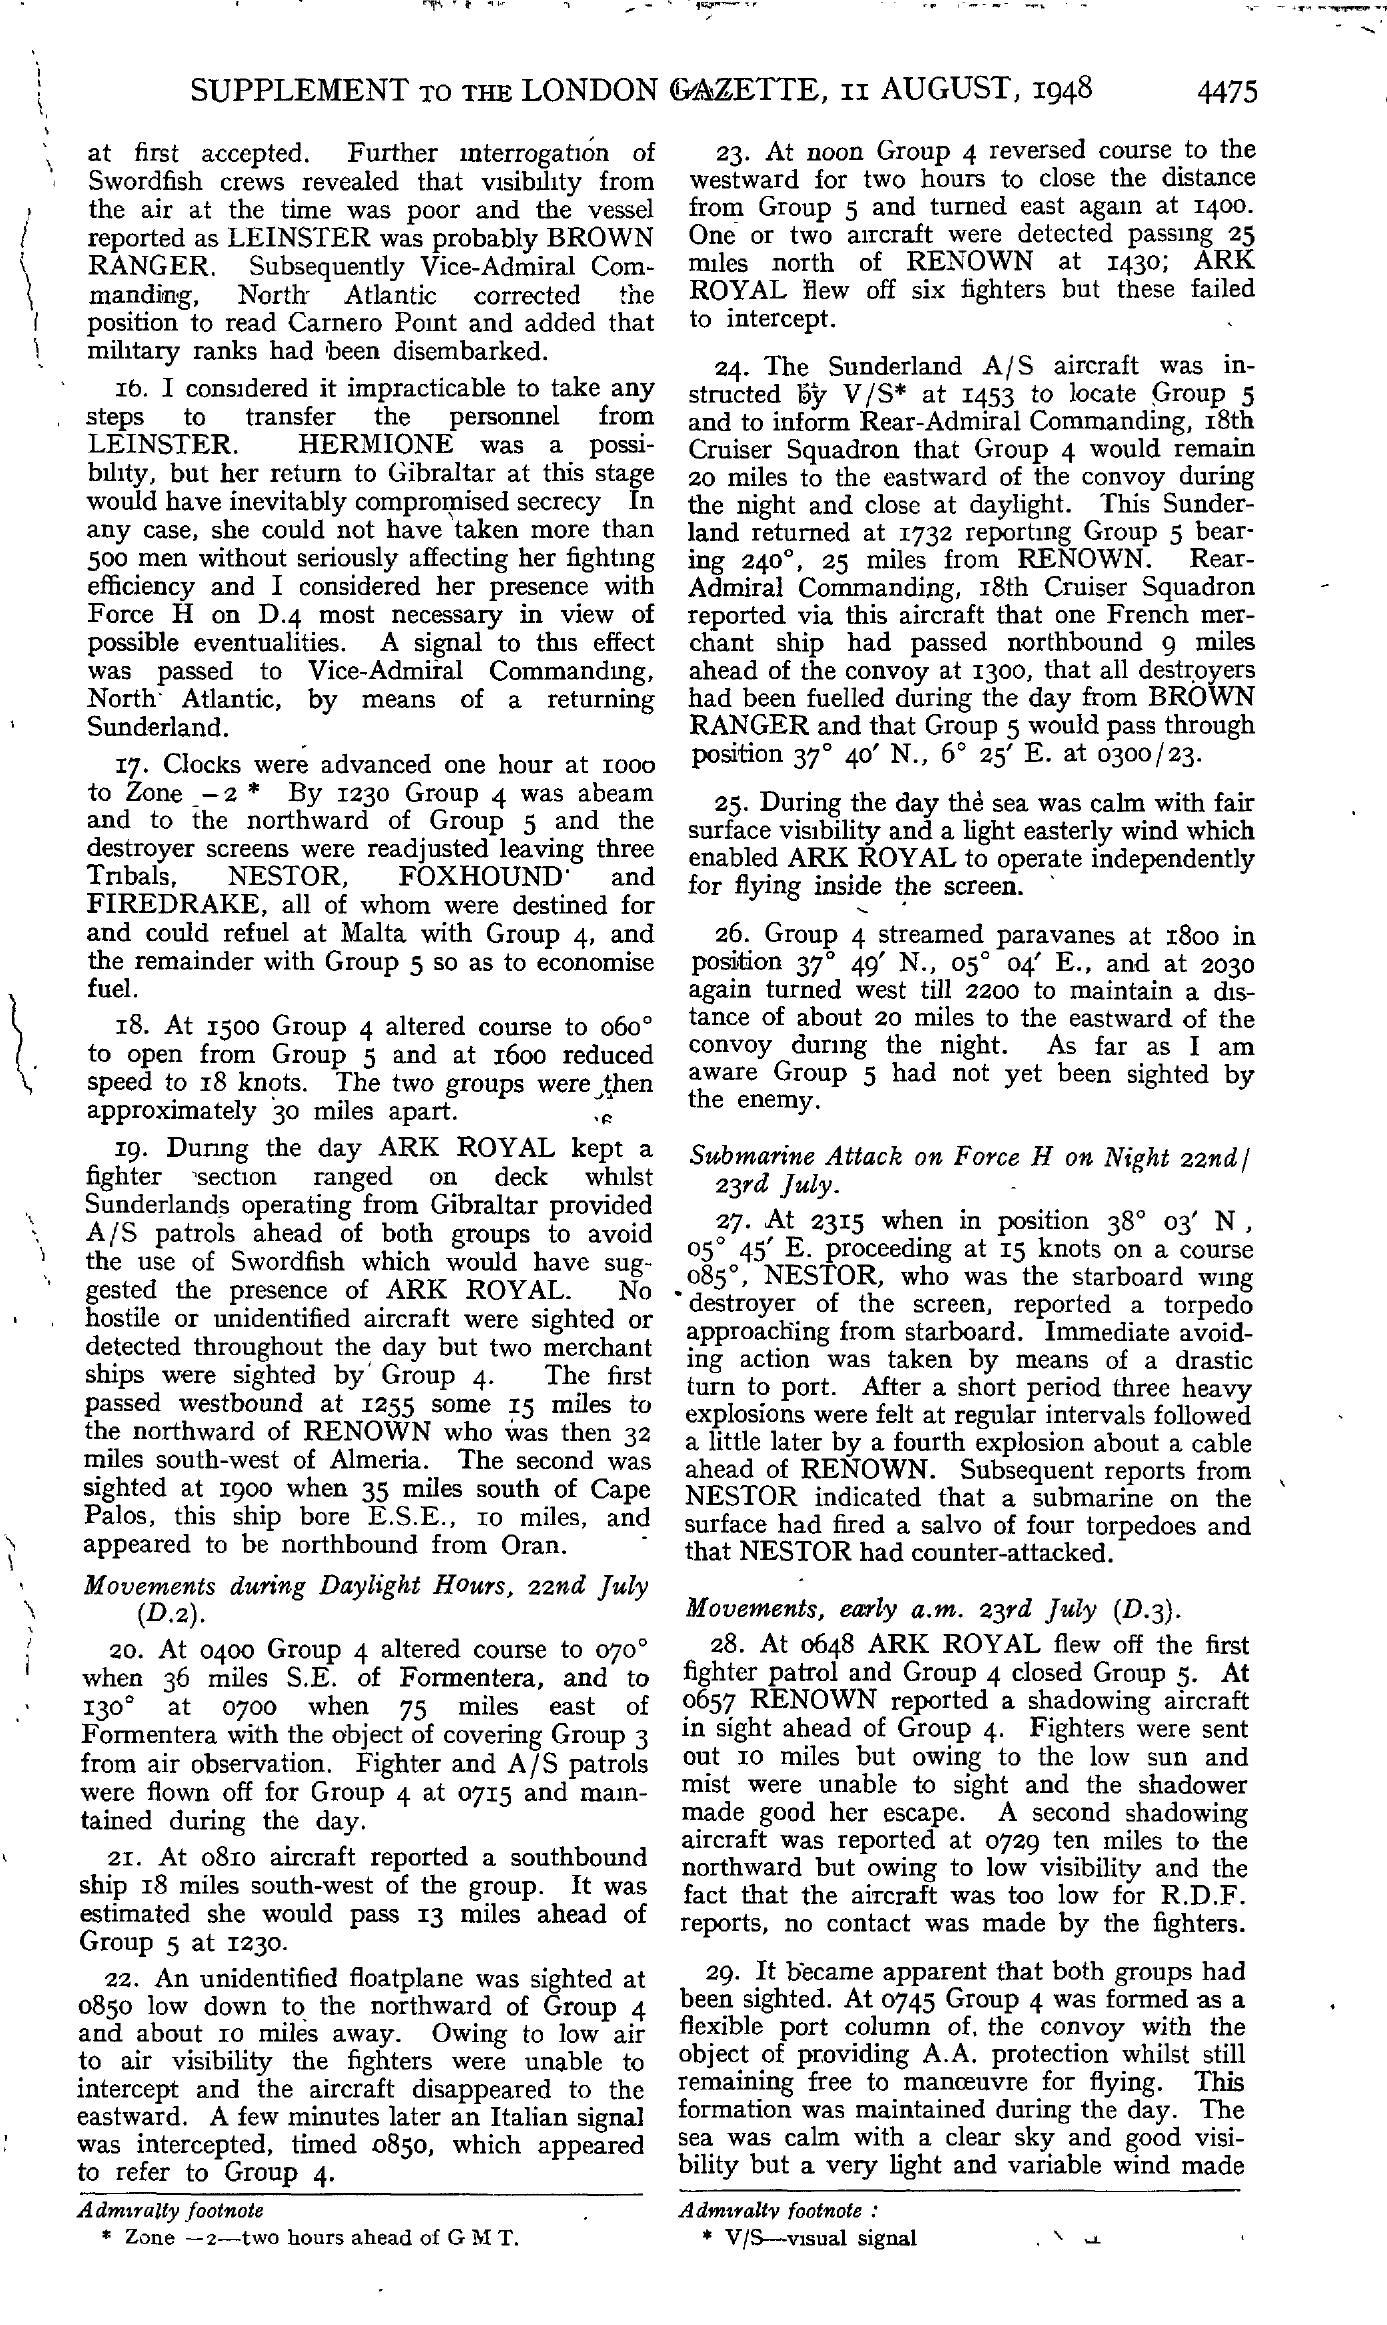 SUPPLEMENT TO THE LONDON GAZETTE, 11 AUGUST, 1948 4475
at first accepted. Further interrogation of
Swordfish crews revealed that visibility from
the air at the time was poor and the vessel
reported as LEINSTER was probably BROWN
RANGER. Subsequently Vice-Admiral Com-
manding, North Atlantic corrected the
position to read Carnero Point and added that
military ranks had been disembarked.
16. I considered it impracticable to take any
steps to transfer the personnel from
LEINSTER. HERMIONE was a possi-
bility, but her return to Gibraltar at this stage
would have inevitably compromised secrecy In
any case, she could not have taken more than
500 men without seriously affecting her fighting
efficiency and I considered her presence with
Force H on D.4 most necessary in view of
possible eventualities. A signal to this effect
was passed to Vice-Admiral Commanding,
North Atlantic, by means of a returning
Sunderland.
17. Clocks were advanced one hour at 1000
to Zone -2 * By 1230 Group 4 was abeam
and to the northward of Group 5 and the
destroyer screens were readjusted leaving three
Tribals, NESTOR, FOXHOUND and
FIREDRAKE, all of whom were destined for
and could refuel at Malta with Group 4, and
the remainder with Group 5 so as to economise
fuel.
18. At 1500 Group 4 altered course to 060°
to open from Group 5 and at 1600 reduced
speed to 18 knots. The two groups were then
approximately 30 miles apart.
19. During the day ARK ROYAL kept a
fighter section ranged on deck whilst
Sunderlands operating from Gibraltar provided
A/S patrols ahead of both groups to avoid
the use of Swordfish which would have sug-
gested the presence of ARK ROYAL. No
hostile or unidentified aircraft were sighted or
detected throughout the day but two merchant
ships were sighted by Group 4. The first
passed westbound at 1255 some 15 miles to
the northward of RENOWN who was then 32
miles south-west of Almeria. The second was
sighted at 1900 when 35 miles south of Cape
Palos, this ship bore E.S.E., 10 miles, and
appeared to be northbound from Oran.
Movements during Daylight Hours, 22nd July
(D.2).
20. At 0400 Group 4 altered course to 070°
when 36 miles S.E. of Formentera, and to
130° at 0700 when 75 miles east of
Formentera with the object of covering Group 3
from air observation. Fighter and A/S patrols
were flown off for Group 4 at 0715 and main-
tained during the day.
21. At 0810 aircraft reported a southbound
ship 18 miles south-west of the group. It was
estimated she would pass 13 miles ahead of
Group 5 at 1230.
22. An unidentified floatplane was sighted at
0850 low down to the northward of Group 4
and about 10 miles away. Owing to low air
to air visibility the fighters were unable to
intercept and the aircraft disappeared to the
eastward. A few minutes later an Italian signal
was intercepted, timed 0850, which appeared
to refer to Group 4.
Admiralty footnote
* Zone -2—two hours ahead of G M T.
23. At noon Group 4 reversed course to the
westward for two hours to close the distance
from Group 5 and turned east again at 1400.
One or two aircraft were detected passing 25
miles north of RENOWN at 1430; ARK
ROYAL flew off six fighters but these failed
to intercept.
24. The Sunderland A/S aircraft was in-
structed by V/S* at 1453 to locate Group 5
and to inform Rear-Admiral Commanding, 18th
Cruiser Squadron that Group 4 would remain
20 miles to the eastward of the convoy during
the night and close at daylight. This Sunder-
land returned at 1732 reporting Group 5 bear-
ing 240°, 25 miles from RENOWN. Rear-
Admiral Commanding, 18th Cruiser Squadron
reported via this aircraft that one French mer-
chant ship had passed northbound 9 miles
ahead of the convoy at 1300, that all destroyers
had been fuelled during the day from BROWN
RANGER and that Group 5 would pass through
position 37° 40′ N., 6° 25′ E. at 0300/23.
25. During the day the sea was calm with fair
surface visibility and a light easterly wind which
enabled ARK ROYAL to operate independently
for flying inside the screen.
26. Group 4 streamed paravanes at 1800 in
position 37° 49′ N., 05° 04′ E., and at 2030
again turned west till 2200 to maintain a dis-
tance of about 20 miles to the eastward of the
convoy during the night. As far as I am
aware Group 5 had not yet been sighted by
the enemy.
Submarine Attack on Force H on Night 22nd/
23rd July.
27. At 2315 when in position 38° 03′ N ,
05° 45′ E. proceeding at 15 knots on a course
085°, NESTOR, who was the starboard wing
destroyer of the screen, reported a torpedo
approaching from starboard. Immediate avoid-
ing action was taken by means of a drastic
turn to port. After a short period three heavy
explosions were felt at regular intervals followed
a little later by a fourth explosion about a cable
ahead of RENOWN. Subsequent reports from
NESTOR indicated that a submarine on the
surface had fired a salvo of four torpedoes and
that NESTOR had counter-attacked.
Movements, early a.m. 23rd July (D.3).
28. At 0648 ARK ROYAL flew off the first
fighter patrol and Group 4 closed Group 5. At
0657 RENOWN reported a shadowing aircraft
in sight ahead of Group 4. Fighters were sent
out 10 miles but owing to the low sun and
mist were unable to sight and the shadower
made good her escape. A second shadowing
aircraft was reported at 0729 ten miles to the
northward but owing to low visibility and the
fact that the aircraft was too low for R.D.F.
reports, no contact was made by the fighters.
29. It became apparent that both groups had
been sighted. At 0745 Group 4 was formed as a
flexible port column of, the convoy with the
object of providing A.A. protection whilst still
remaining free to manœuvre for flying. This
formation was maintained during the day. The
sea was calm with a clear sky and good visi-
bility but a very light and variable wind made
Admiralty footnote :
* V/S—visual signal